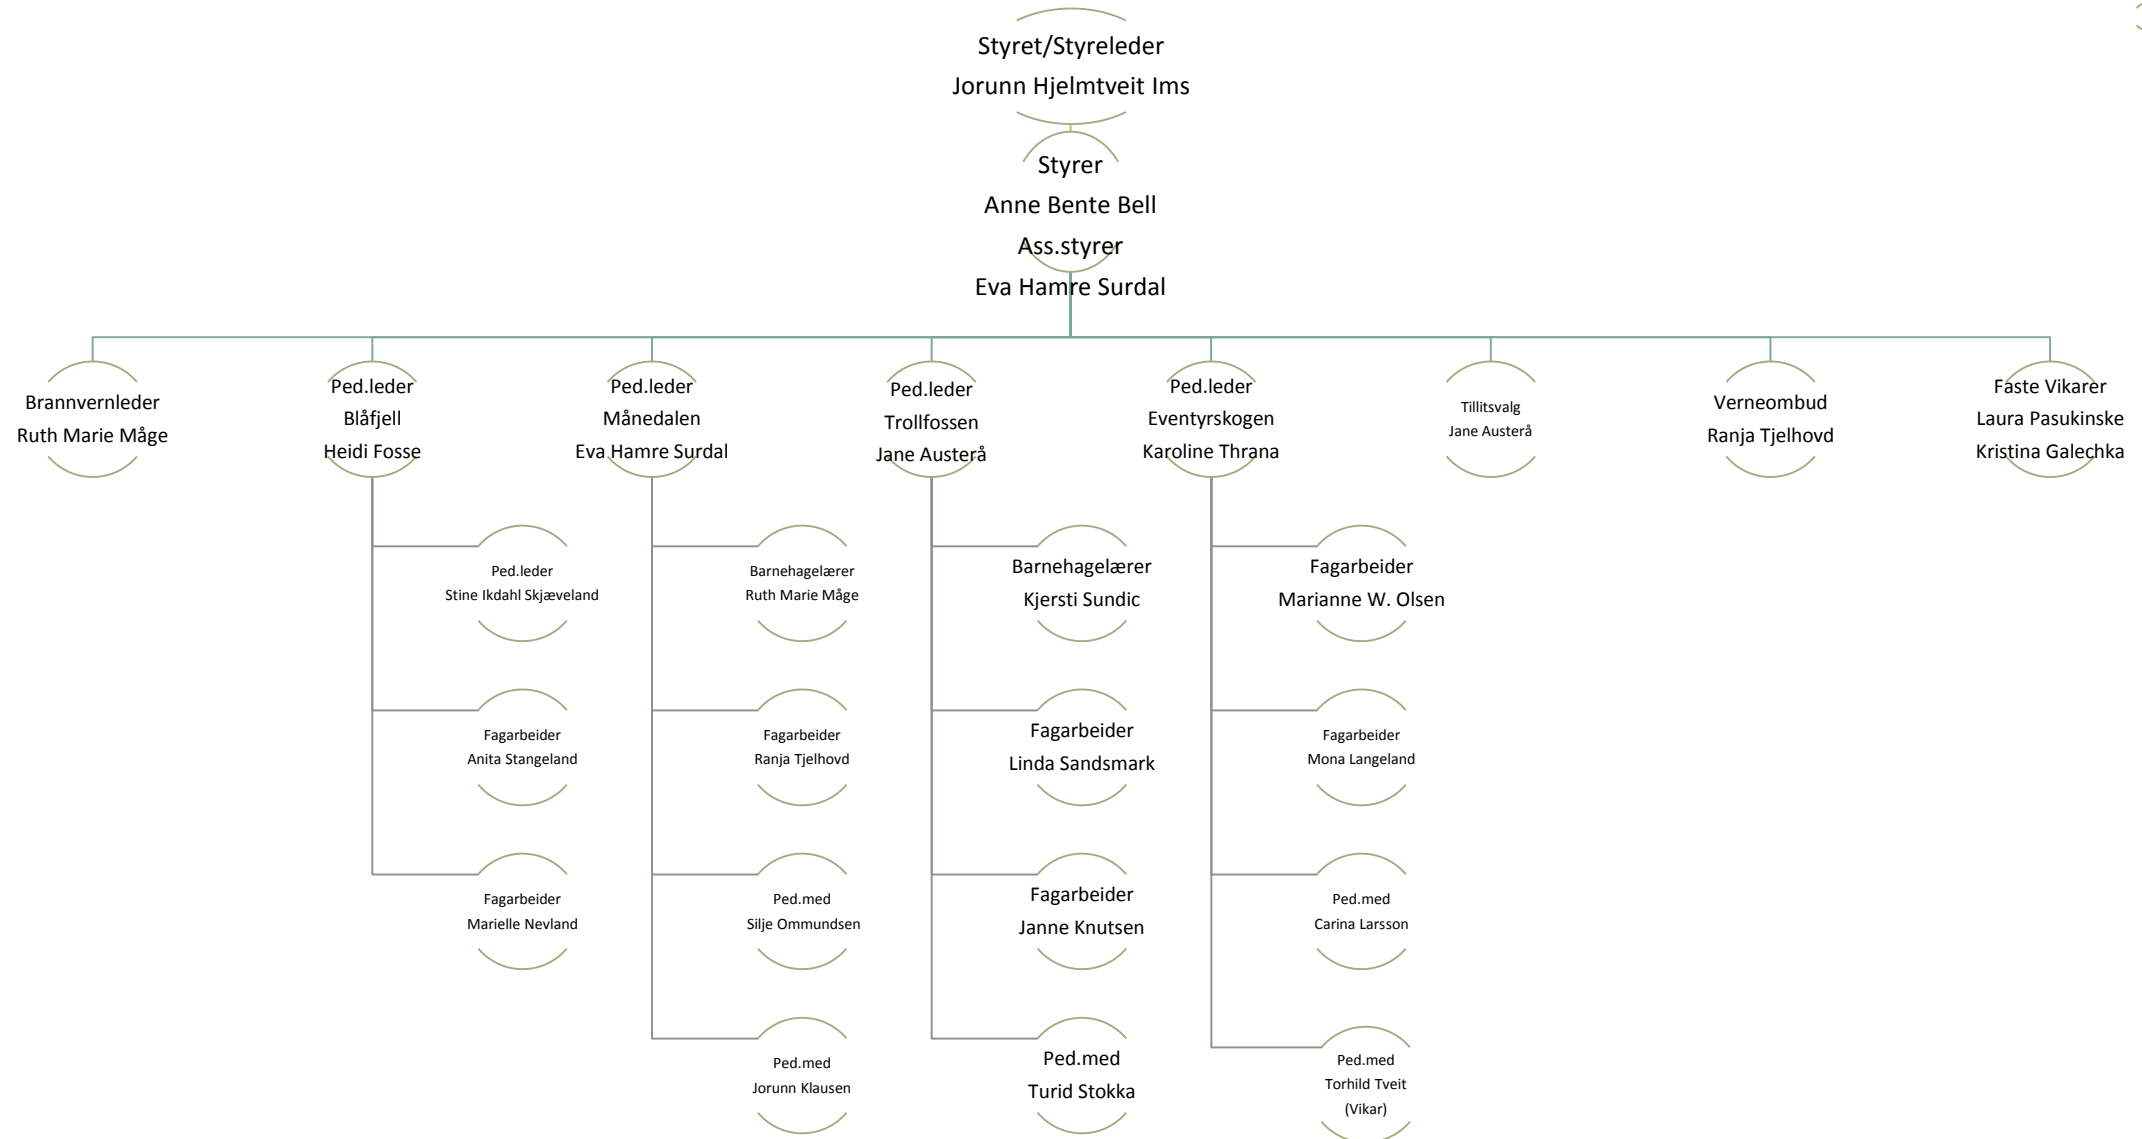 Styret/Styreleder
Jorunn Hjelmtveit Ims
Styrer
Anne Bente Bell
Ass.styrer
Eva Hamre Surdal
Brannvernleder
Ruth Marie Måge
Ped.leder
Blåfjell
Heidi Fosse
Ped.leder
Månedalen
Eva Hamre Surdal
Ped.leder
Trollfossen
Jane Austerå
Ped.leder
Eventyrskogen
Karoline Thrana
Tillitsvalg
Jane Austerå
Verneombud
Ranja Tjelhovd
Faste Vikarer
Laura Pasukinske
Kristina Galechka
Ped.leder
Stine Ikdahl Skjæveland
Barnehagelærer
Ruth Marie Måge
Barnehagelærer
Kjersti Sundic
Fagarbeider
Marianne W. Olsen
Fagarbeider
Anita Stangeland
Fagarbeider
Ranja Tjelhovd
Fagarbeider
Linda Sandsmark
Fagarbeider
Mona Langeland
Fagarbeider
Marielle Nevland
Ped.med
Silje Ommundsen
Fagarbeider
Janne Knutsen
Ped.med
Carina Larsson
Ped.med
Jorunn Klausen
Ped.med
Turid Stokka
Ped.med
Torhild Tveit
(Vikar)